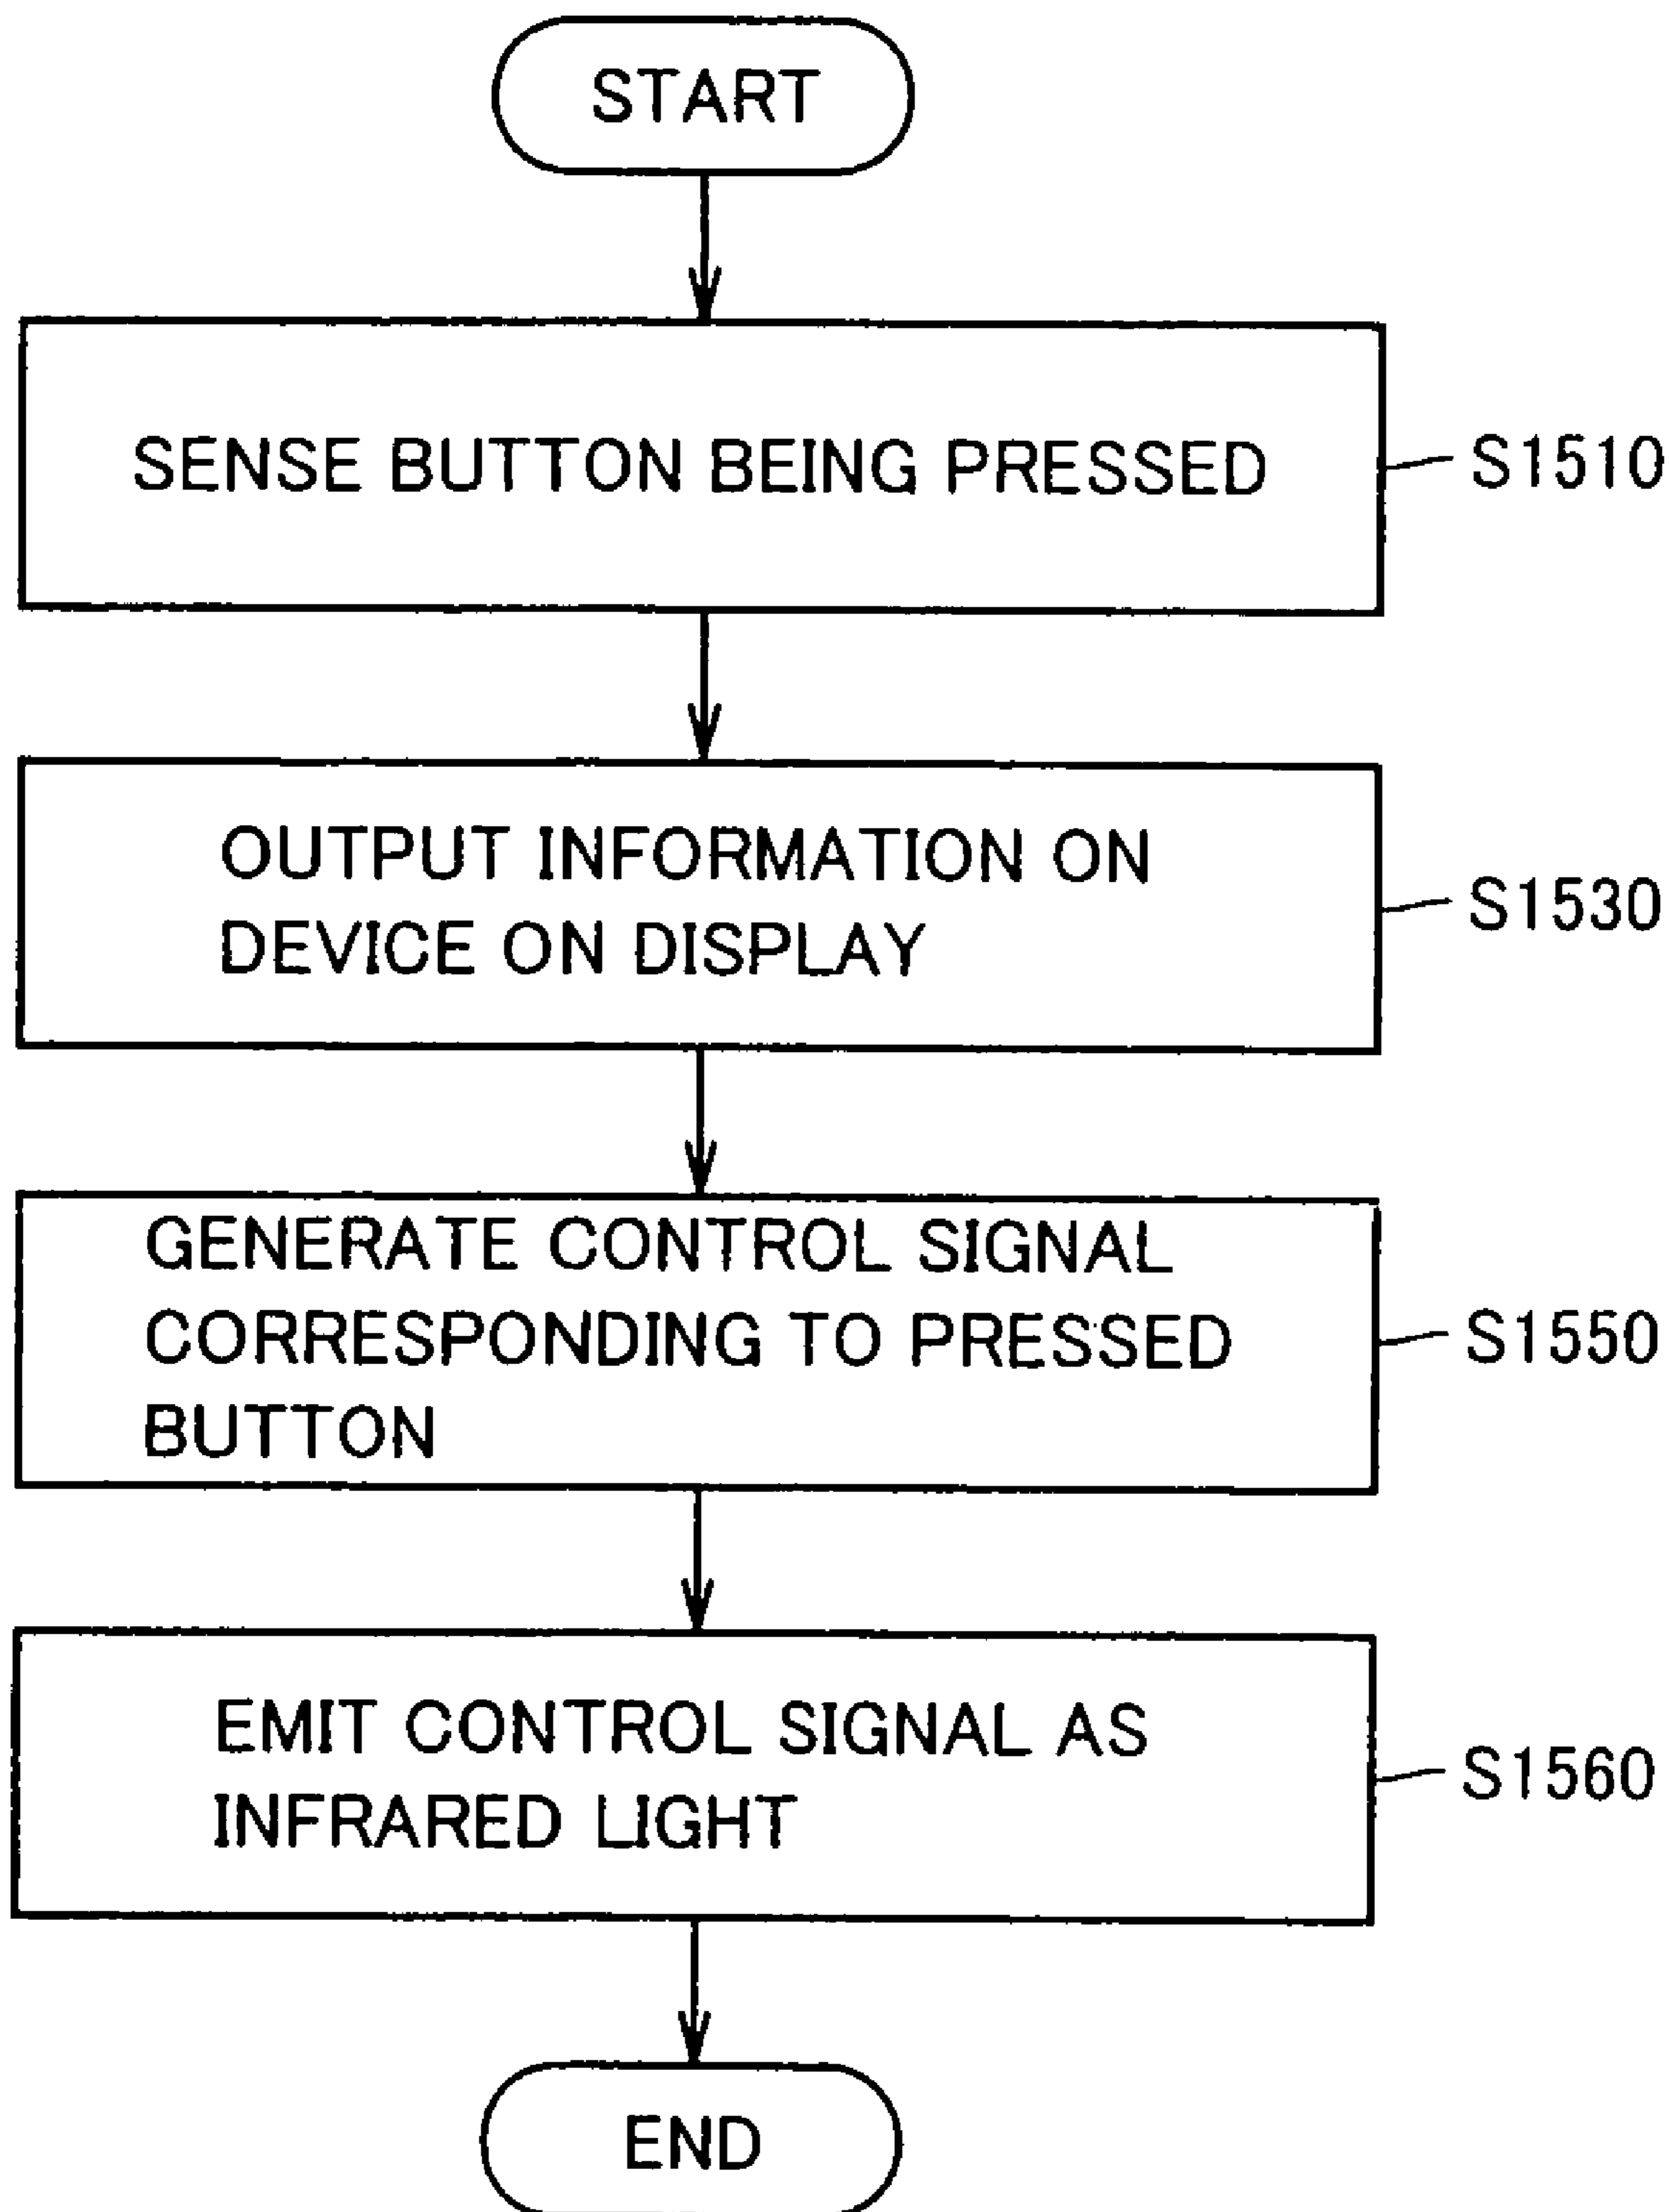 START
SENSE BUTTON BEING PRESSED
S1510
OUTPUT INFORMATION ON
DEVICE ON DISPLAY
S1530
GENERATE CONTROL SIGNAL
CORRESPONDING TO PRESSED
BUTTON
S1550
EMIT CONTROL SIGNAL AS
INFRARED LIGHT
S1560
END